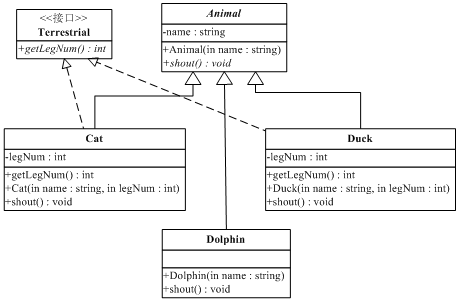 <<接口>>
Terrestrial
+getLegNum() : int
Animal
-name : string
+Animal(in name : string)
+shout() : void
Cat
-legNum : int
+getLegNum() : int
+Cat(in name : string, in legNum : int)
+shout() : void
Duck
-legNum : int
+getLegNum() : int
+Duck(in name : string, in legNum : int)
+shout() : void
Dolphin
+Dolphin(in name : string)
+shout() : void